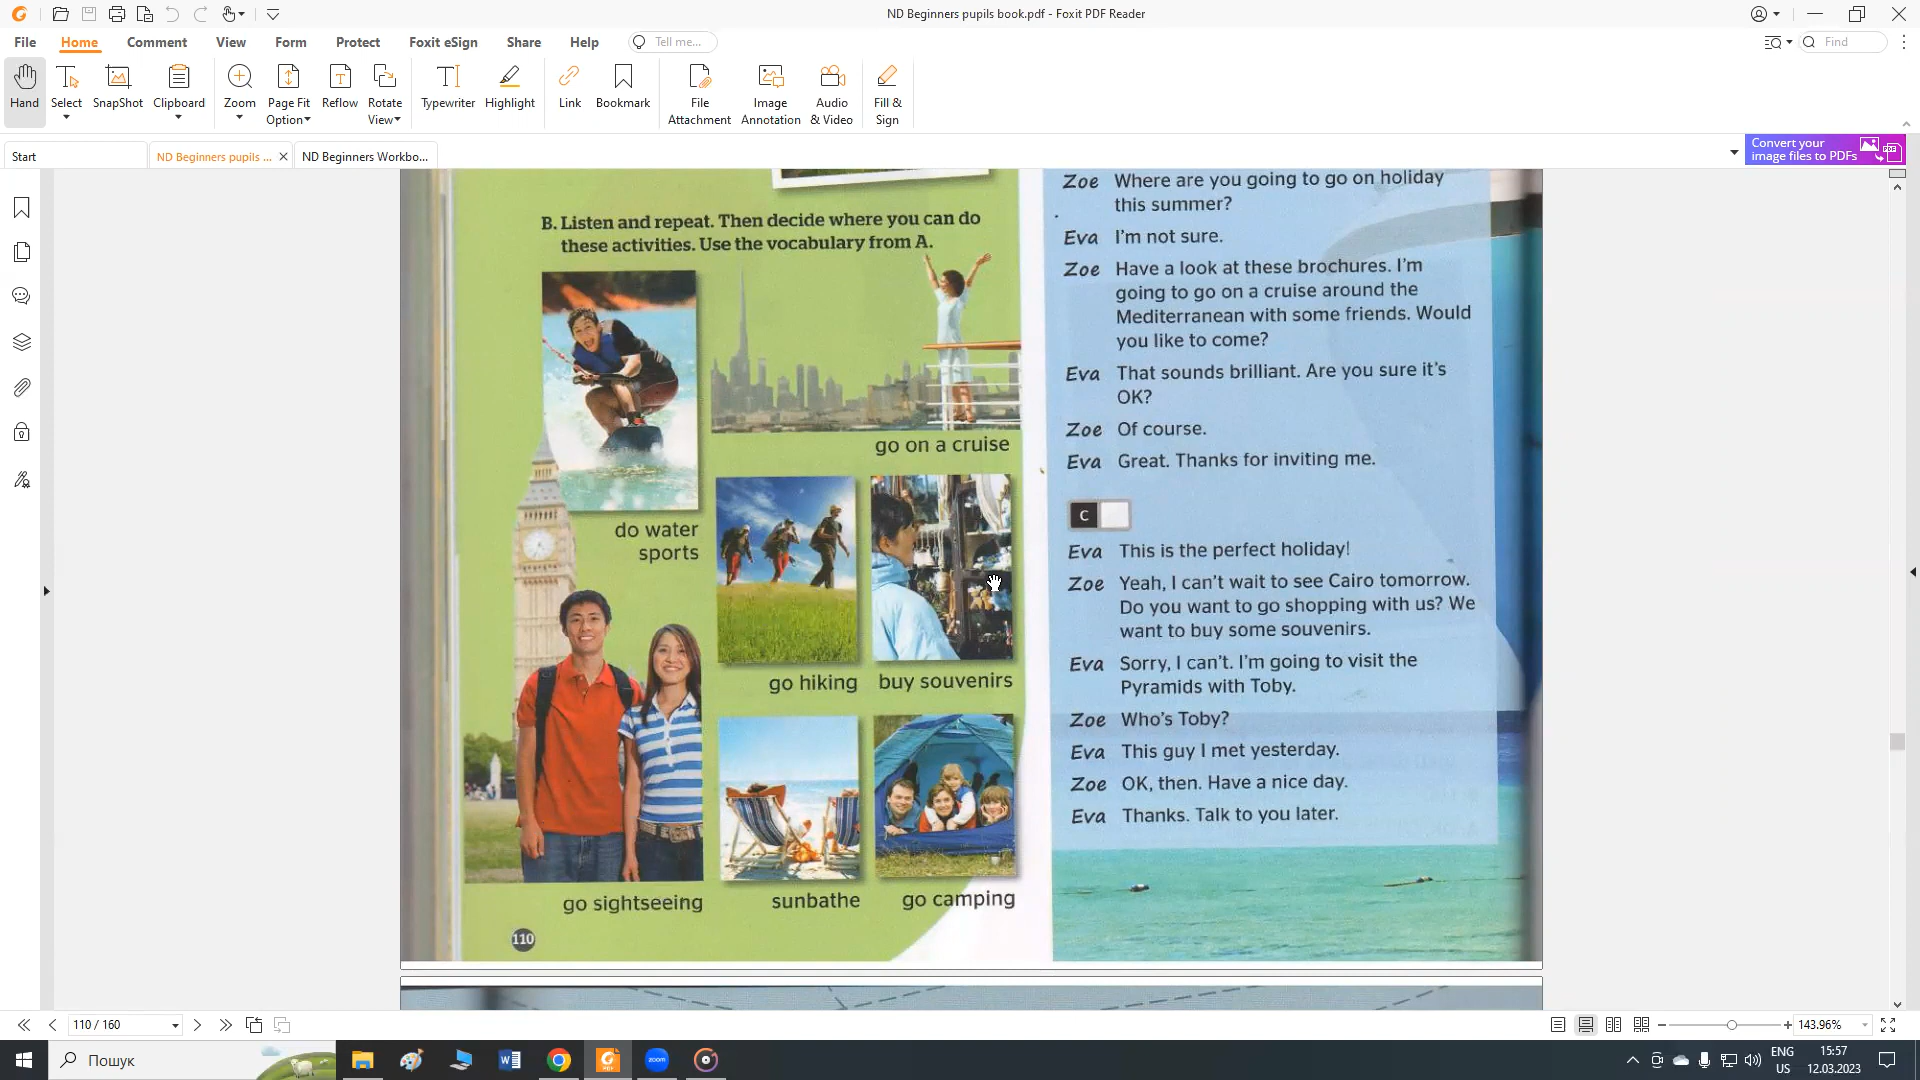 ND Beginners pupils book.pdf - Foxit PDF Reader
File
Home
Comment
View
Form
Protect
Foxit eSign
Share
Help
Tell me...
Find
Hand
Select
SnapShot
Clipboard
Zoom
Page Fit
Option
Reflow
Rotate
View
Typewriter
Highlight
Link
Bookmark
File
Attachment
Image
Annotation
Audio
& Video
Fill &
Sign
Start
ND Beginners pupils ...
ND Beginners Workbo...
Convert your
image files to PDFs
B. Listen and repeat. Then decide where you can do
these activities. Use the vocabulary from A.
go on a cruise
do water
sports
go hiking
buy souvenirs
go sightseeing
sunbathe
go camping
110
Zoe Where are you going to go on holiday
this summer?
Eva I'm not sure.
Zoe Have a look at these brochures. I'm
going to go on a cruise around the
Mediterranean with some friends. Would
you like to come?
Eva That sounds brilliant. Are you sure it's
OK?
Zoe Of course.
Eva Great. Thanks for inviting me.
C
Eva This is the perfect holiday!
Zoe Yeah, I can't wait to see Cairo tomorrow.
Do you want to go shopping with us? We
want to buy some souvenirs.
Eva Sorry, I can't. I'm going to visit the
Pyramids with Toby.
Zoe Who's Toby?
Eva This guy I met yesterday.
Zoe OK, then. Have a nice day.
Eva Thanks. Talk to you later.
110 / 160
143.96%
Пошук
zoom
ENG
US
15:57
12.03.2023